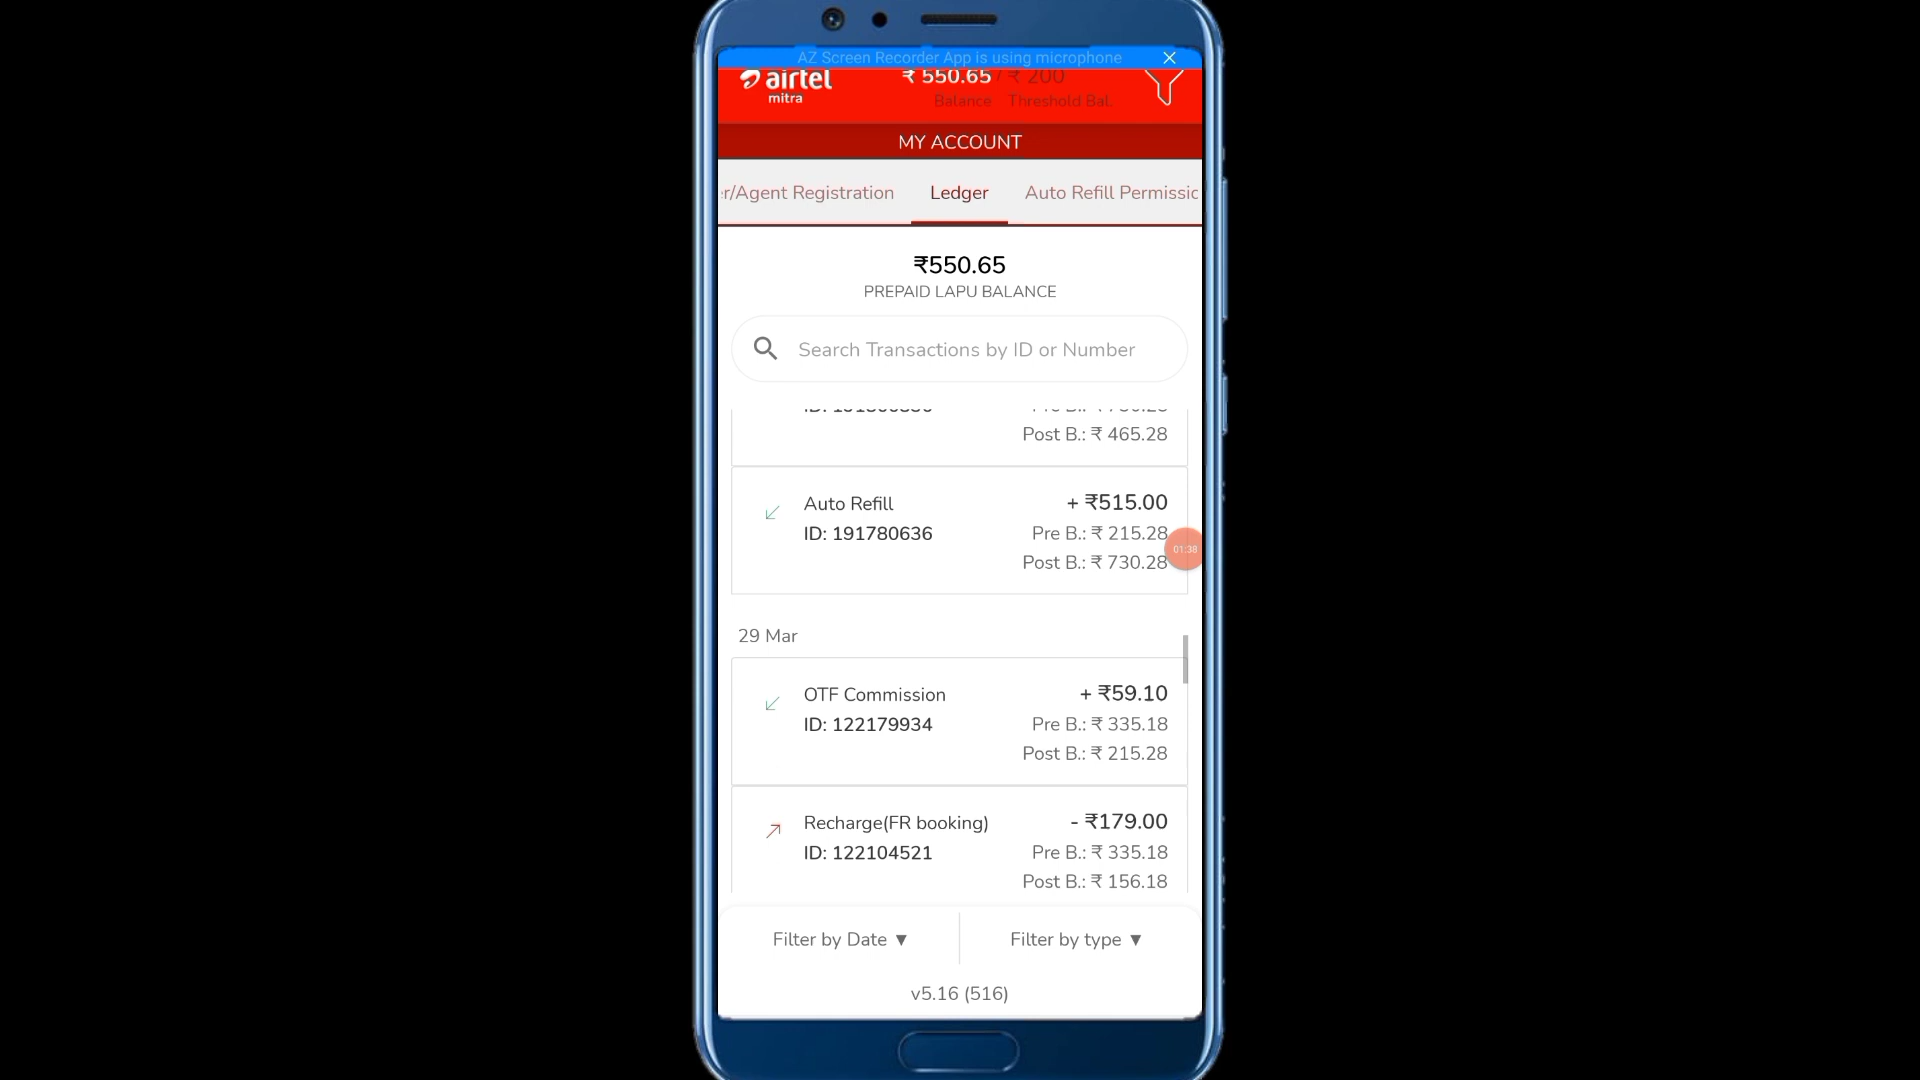 AZ Screen Recorder App is using microphone
airtel
mitra
₹ 550.65 / ₹ 200
Balance Threshold Bal.
MY ACCOUNT
r/Agent Registration
Ledger
Auto Refill Permissic
₹550.65
PREPAID LAPU BALANCE
Search Transactions by ID or Number
Post B.: ₹ 465.28
Auto Refill
+ ₹515.00
ID: 191780636
Pre B.: ₹ 215.28
Post B.: ₹ 730.28
01:38
29 Mar
OTF Commission
+ ₹59.10
ID: 122179934
Pre B.: ₹ 335.18
Post B.: ₹ 215.28
Recharge(FR booking)
- ₹179.00
ID: 122104521
Pre B.: ₹ 335.18
Post B.: ₹ 156.18
Filter by Date ▼
Filter by type ▼
v5.16 (516)